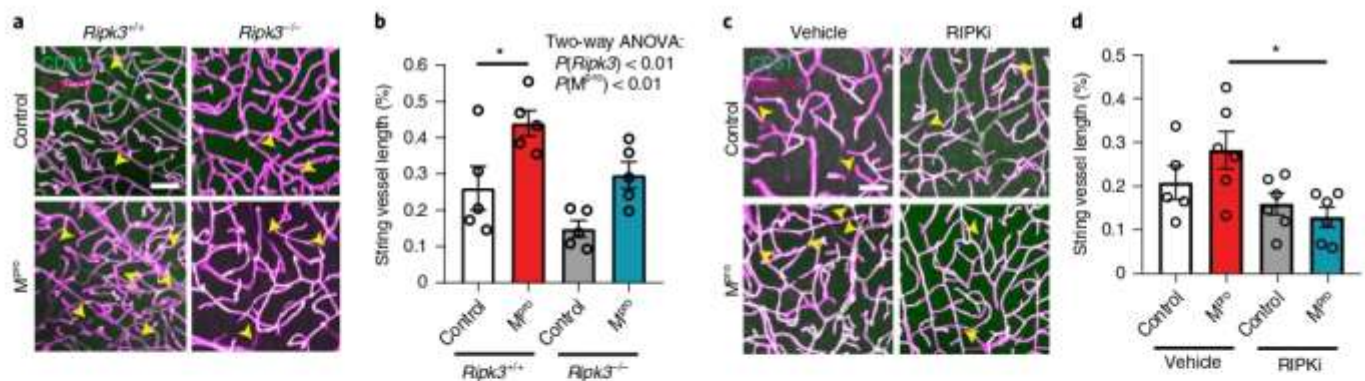 a
Ripk3+/+
Ripk3−/−
Control
Mpro
b
Two-way ANOVA:
P(Ripk3) < 0.01
P(Mpro) < 0.01
*
String vessel length (%)
0.6
0.5
0.4
0.3
0.2
0.1
0
Control
Mpro
Control
Mpro
Ripk3+/+
Ripk3−/−
c
Vehicle
RIPKi
Control
Mpro
d
*
String vessel length (%)
0.5
0.4
0.3
0.2
0.1
0
Control
Mpro
Control
Mpro
Vehicle
RIPKi